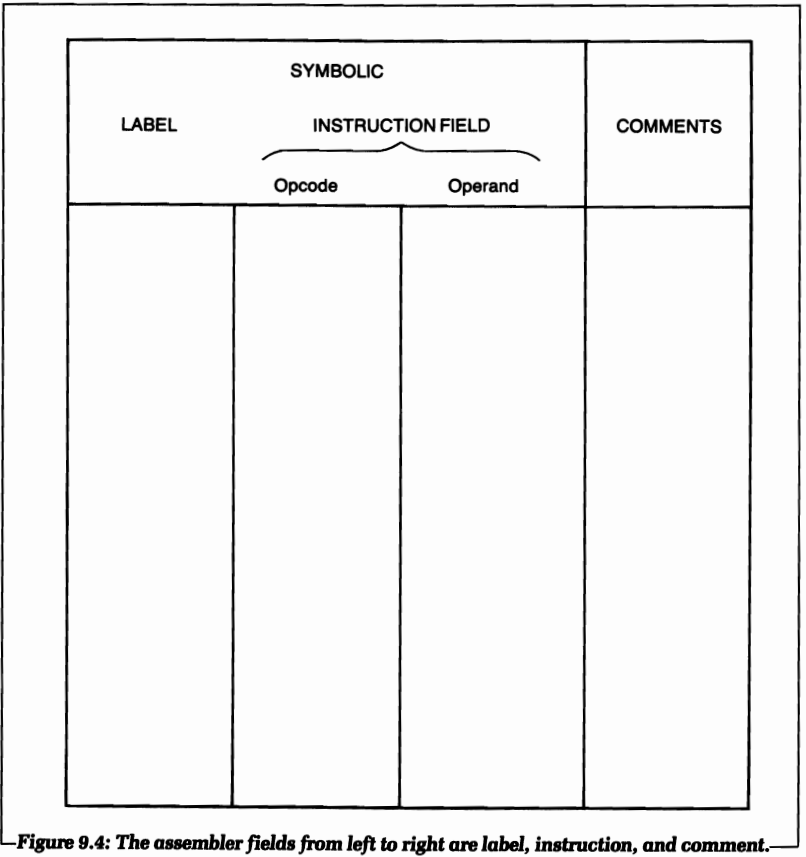 SYMBOLIC
LABEL INSTRUCTION FIELD COMMENTS
Opcode Operand
Figure 9.4: The assembler fields from left to right are label, instruction, and comment.